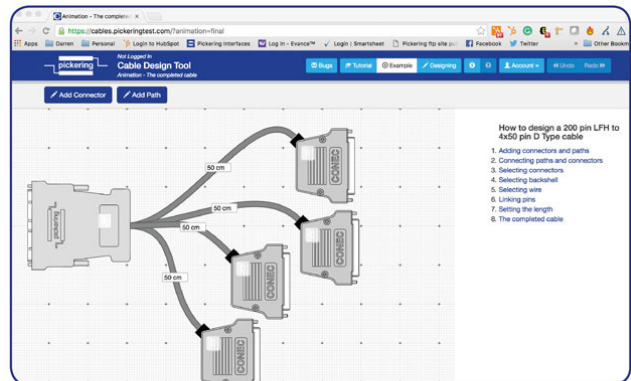 Animation - The completed c
https://cables.pickeringtest.com/?animation=final
Apps Darren Personal Login to HubSpot Pickering Interfaces Log In - Evance™ Login | Smartsheet Pickering ftp site pu Facebook Twitter » Other Bookm
pickering
Not Logged In
Cable Design Tool
Animation - The completed cable
Bugs Tutorial Example Designing Account Undo Redo
Add Connector Add Path
How to design a 200 pin LFH to
4x50 pin D Type cable
1. Adding connectors and paths
2. Connecting paths and connectors
3. Selecting connectors
4. Selecting backshell
5. Selecting wire
6. Linking pins
7. Setting the length
8. The completed cable
50 cm
CONEC
50 cm
pickering
50 cm
CONEC
CONEC
50 cm
CONEC